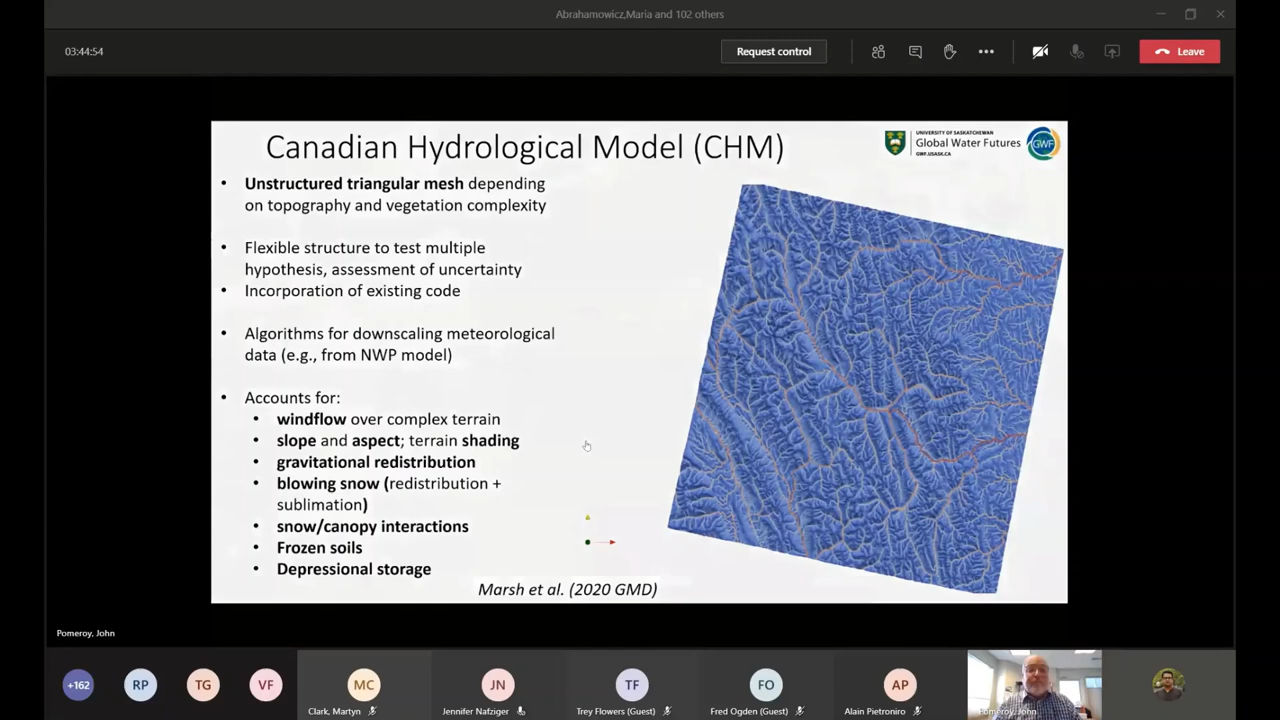 Abrahamowicz,Maria and 102 others
03:44:54
Request control
Leave
Canadian Hydrological Model (CHM)
UNIVERSITY OF SASKATCHEWAN
Global Water Futures
GWF.USASK.CA
GWF
• Unstructured triangular mesh depending
on topography and vegetation complexity
• Flexible structure to test multiple
hypothesis, assessment of uncertainty
• Incorporation of existing code
• Algorithms for downscaling meteorological
data (e.g., from NWP model)
• Accounts for:
• windflow over complex terrain
• slope and aspect; terrain shading
• gravitational redistribution
• blowing snow (redistribution +
sublimation)
• snow/canopy interactions
• Frozen soils
• Depressional storage
Marsh et al. (2020 GMD)
Pomeroy, John
+162
RP
TG
VF
MC
JN
TF
FO
AP
Clark, Martyn
Jennifer Nafziger
Trey Flowers (Guest)
Fred Ogden (Guest)
Alain Pietroniro
Pomeroy, John